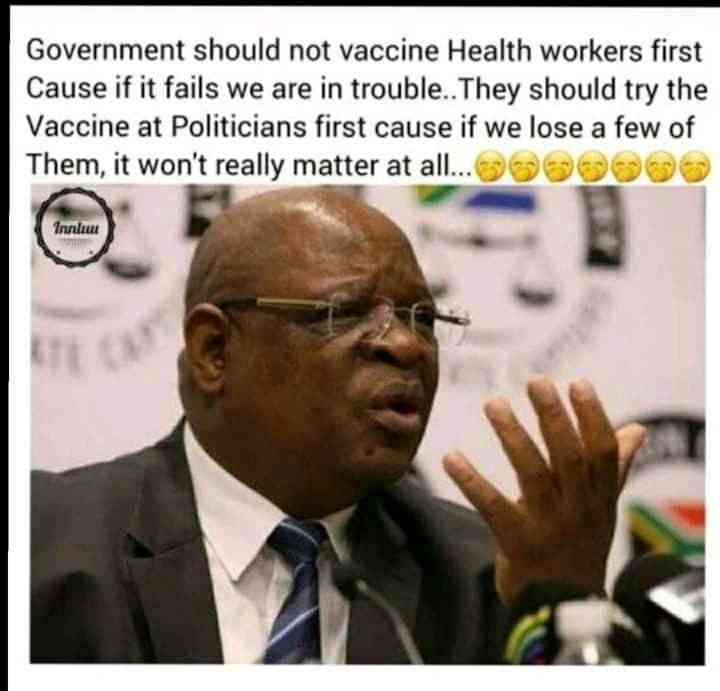 Government should not vaccine Health workers first
Cause if it fails we are in trouble..They should try the
Vaccine at Politicians first cause if we lose a few of
Them, it won't really matter at all...🤭🤭🤭🤭🤭🤭🤭
Innluu